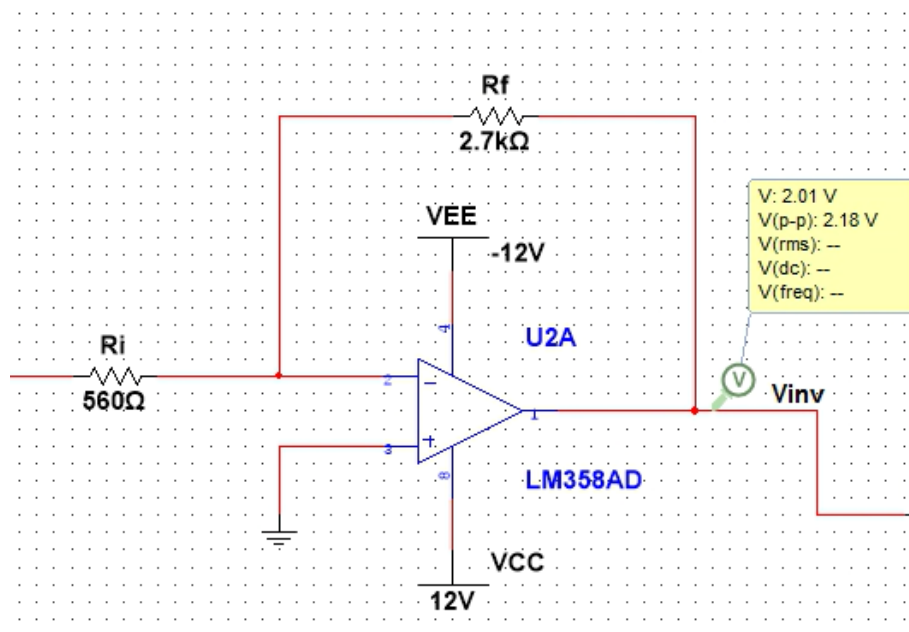 Rf
2.7kΩ
V: 2.01 V
V(p-p): 2.18 V
V(rms): --
V(dc): --
V(freq): --
VEE
-12V
4
U2A
Ri
560Ω
2
−
V
Vinv
1
+
3
8
LM358AD
VCC
12V